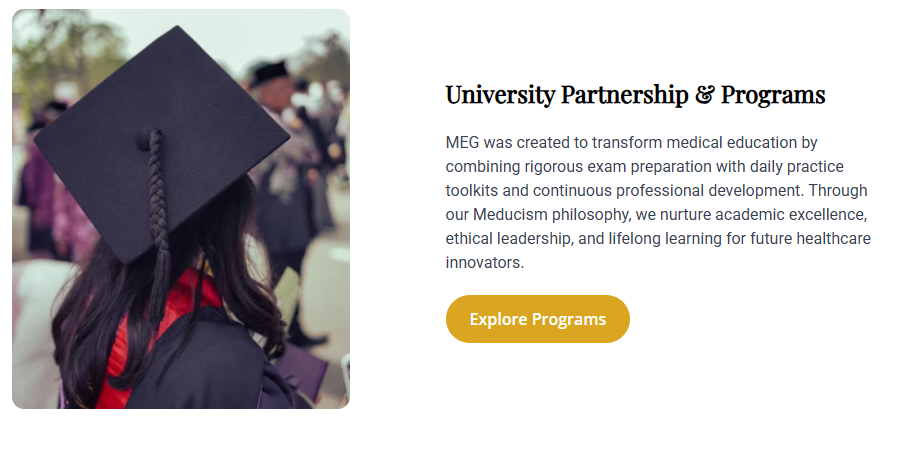 University Partnership & Programs
MEG was created to transform medical education by
combining rigorous exam preparation with daily practice
toolkits and continuous professional development. Through
our Meducism philosophy, we nurture academic excellence,
ethical leadership, and lifelong learning for future healthcare
innovators.
Explore Programs